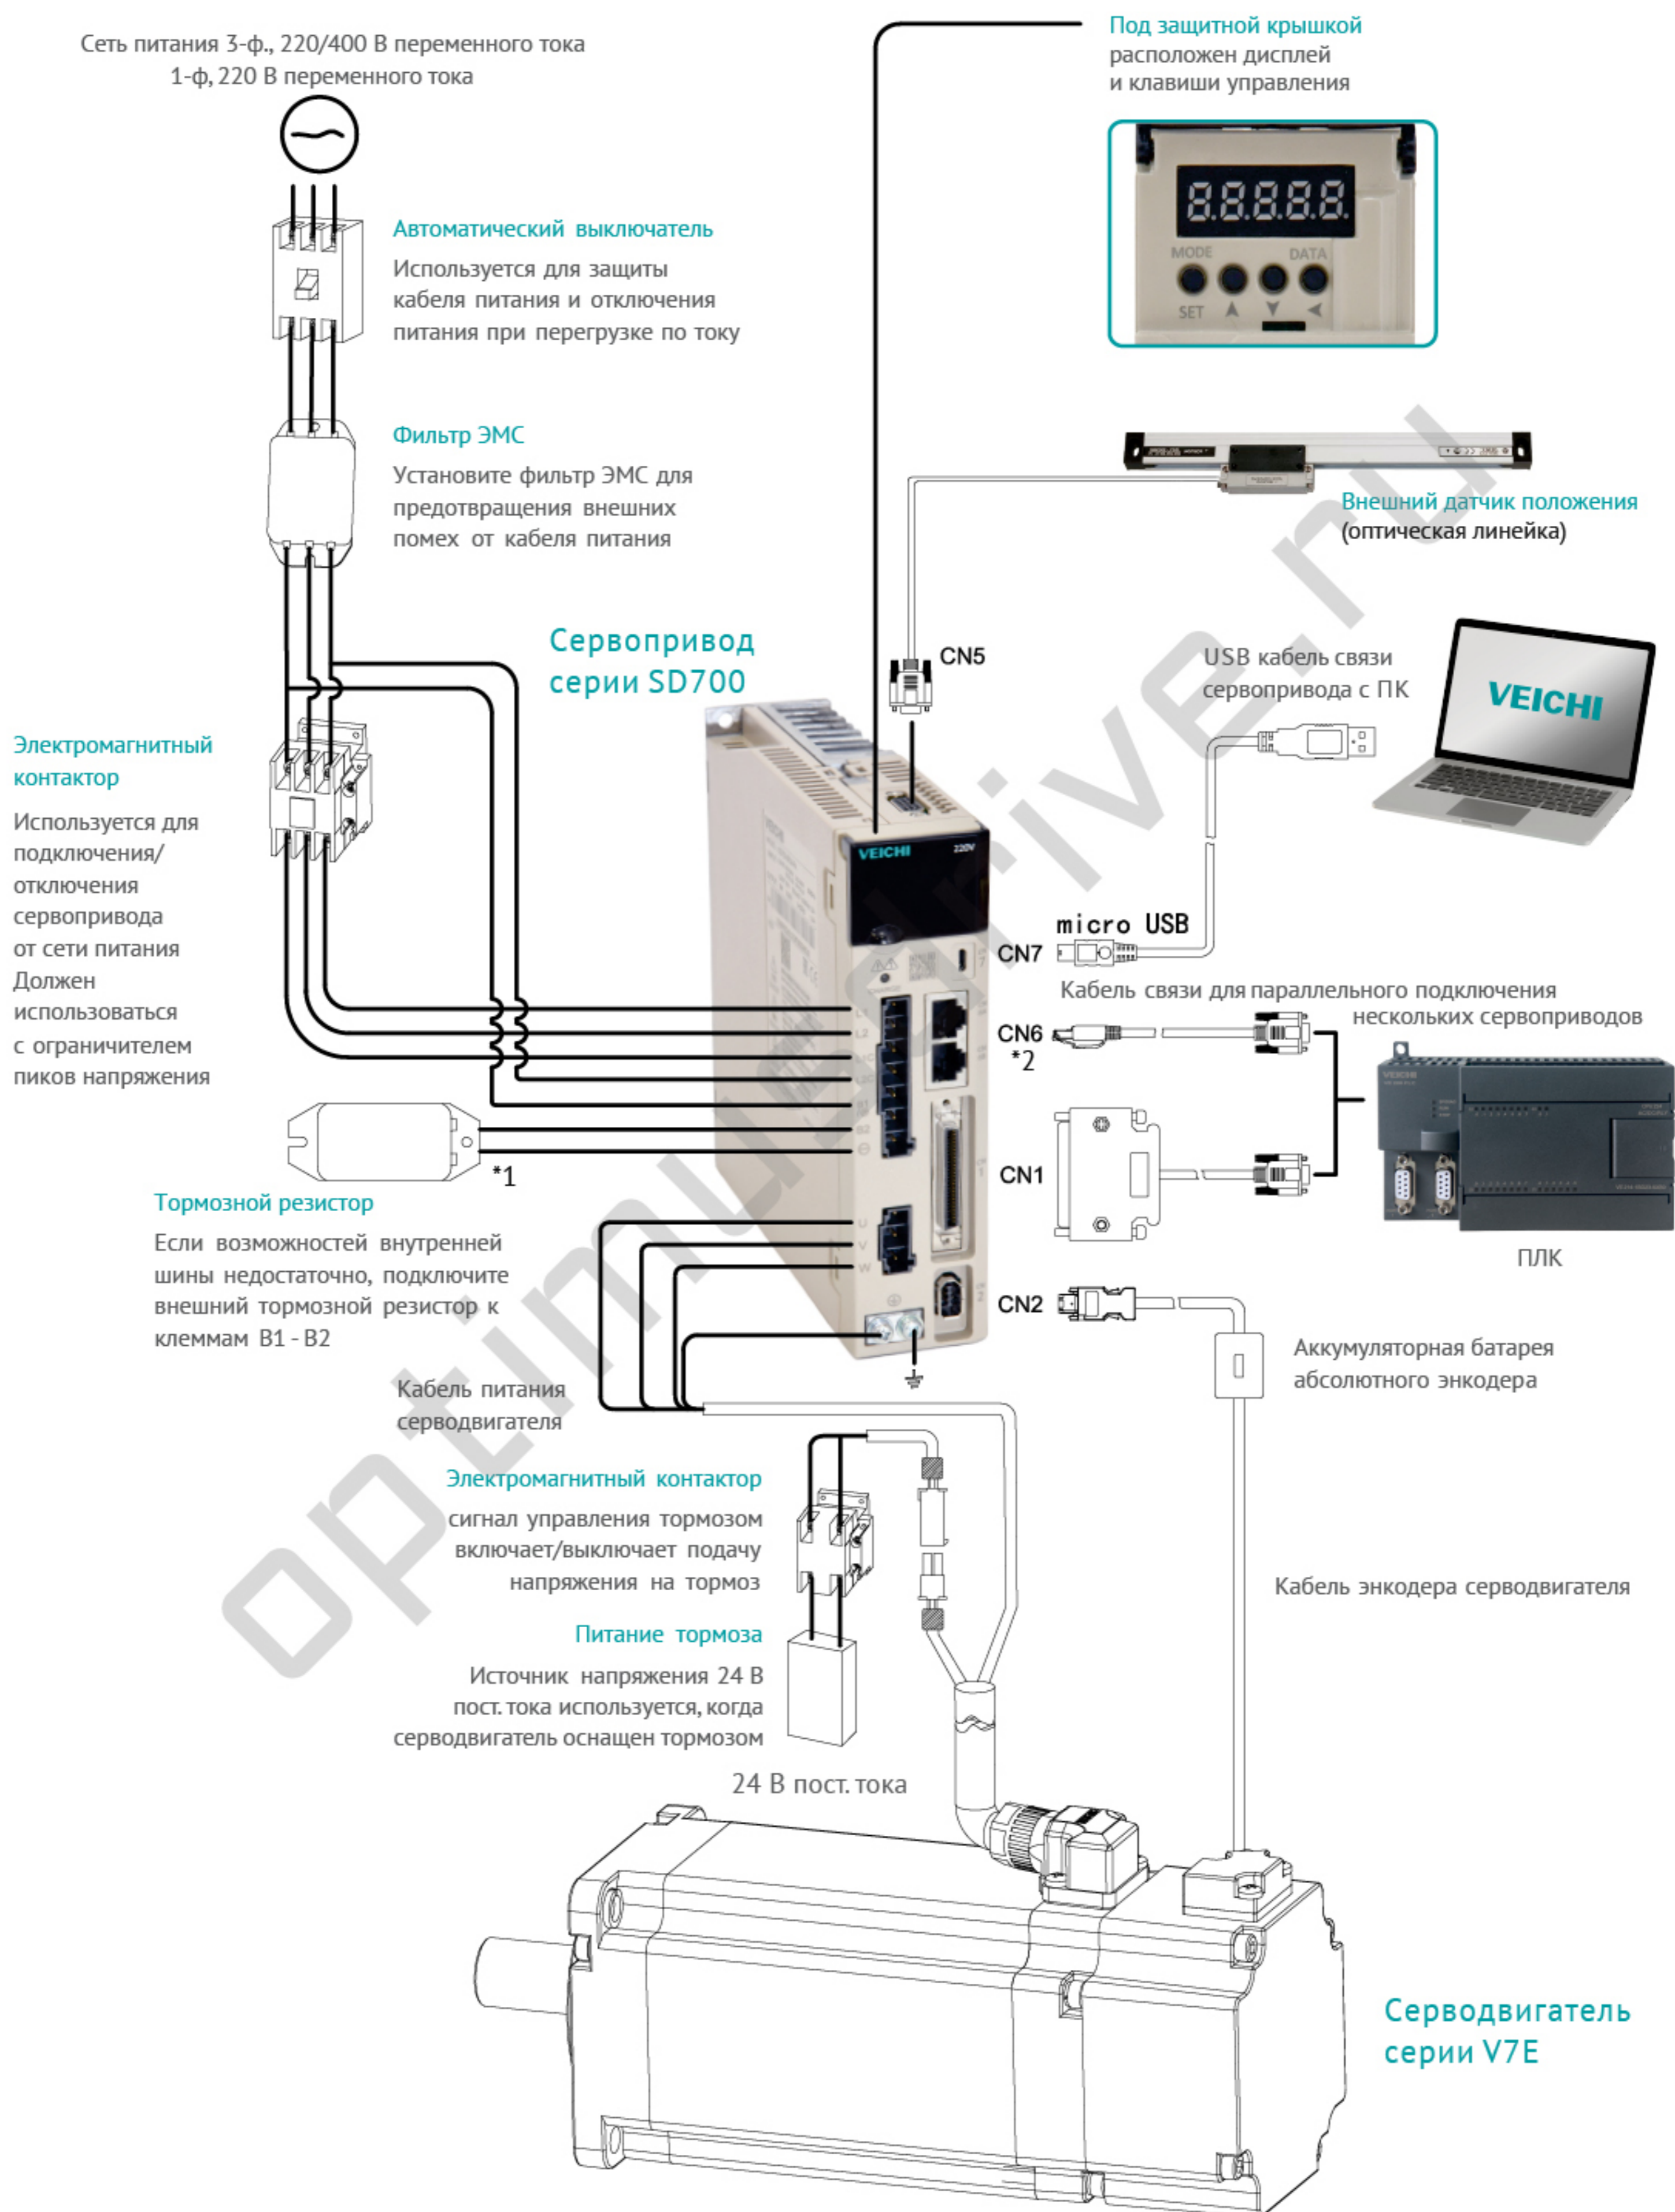 Сеть питания 3-ф., 220/400 В переменного тока
1-ф, 220 В переменного тока
Под защитной крышкой
расположен дисплей
и клавиши управления
8.8.8.8.8.
MODE
DATA
SET
Автоматический выключатель
Используется для защиты
кабеля питания и отключения
питания при перегрузке по току
Фильтр ЭМС
Установите фильтр ЭМС для
предотвращения внешних
помех от кабеля питания
Внешний датчик положения
(оптическая линейка)
Сервопривод
серии SD700
CN5
USB кабель связи
сервопривода с ПК
VEICHI
Электромагнитный
контактор
Используется для
подключения/
отключения
сервопривода
от сети питания
Должен
использоваться
с ограничителем
пиков напряжения
VEICHI
220V
micro USB
CN7
Кабель связи для параллельного подключения
нескольких сервоприводов
CN6
*2
L1
L2
L1C
L2C
B1
B2
⊖
VEICHI
*1
CN1
Тормозной резистор
Если возможностей внутренней
шины недостаточно, подключите
внешний тормозной резистор к
клеммам B1 - B2
U
V
W
ПЛК
CN2
Аккумуляторная батарея
абсолютного энкодера
Кабель питания
серводвигателя
Электромагнитный контактор
сигнал управления тормозом
включает/выключает подачу
напряжения на тормоз
Кабель энкодера серводвигателя
Питание тормоза
Источник напряжения 24 В
пост. тока используется, когда
серводвигатель оснащен тормозом
24 В пост. тока
Серводвигатель
серии V7E
optimusdrive.ru